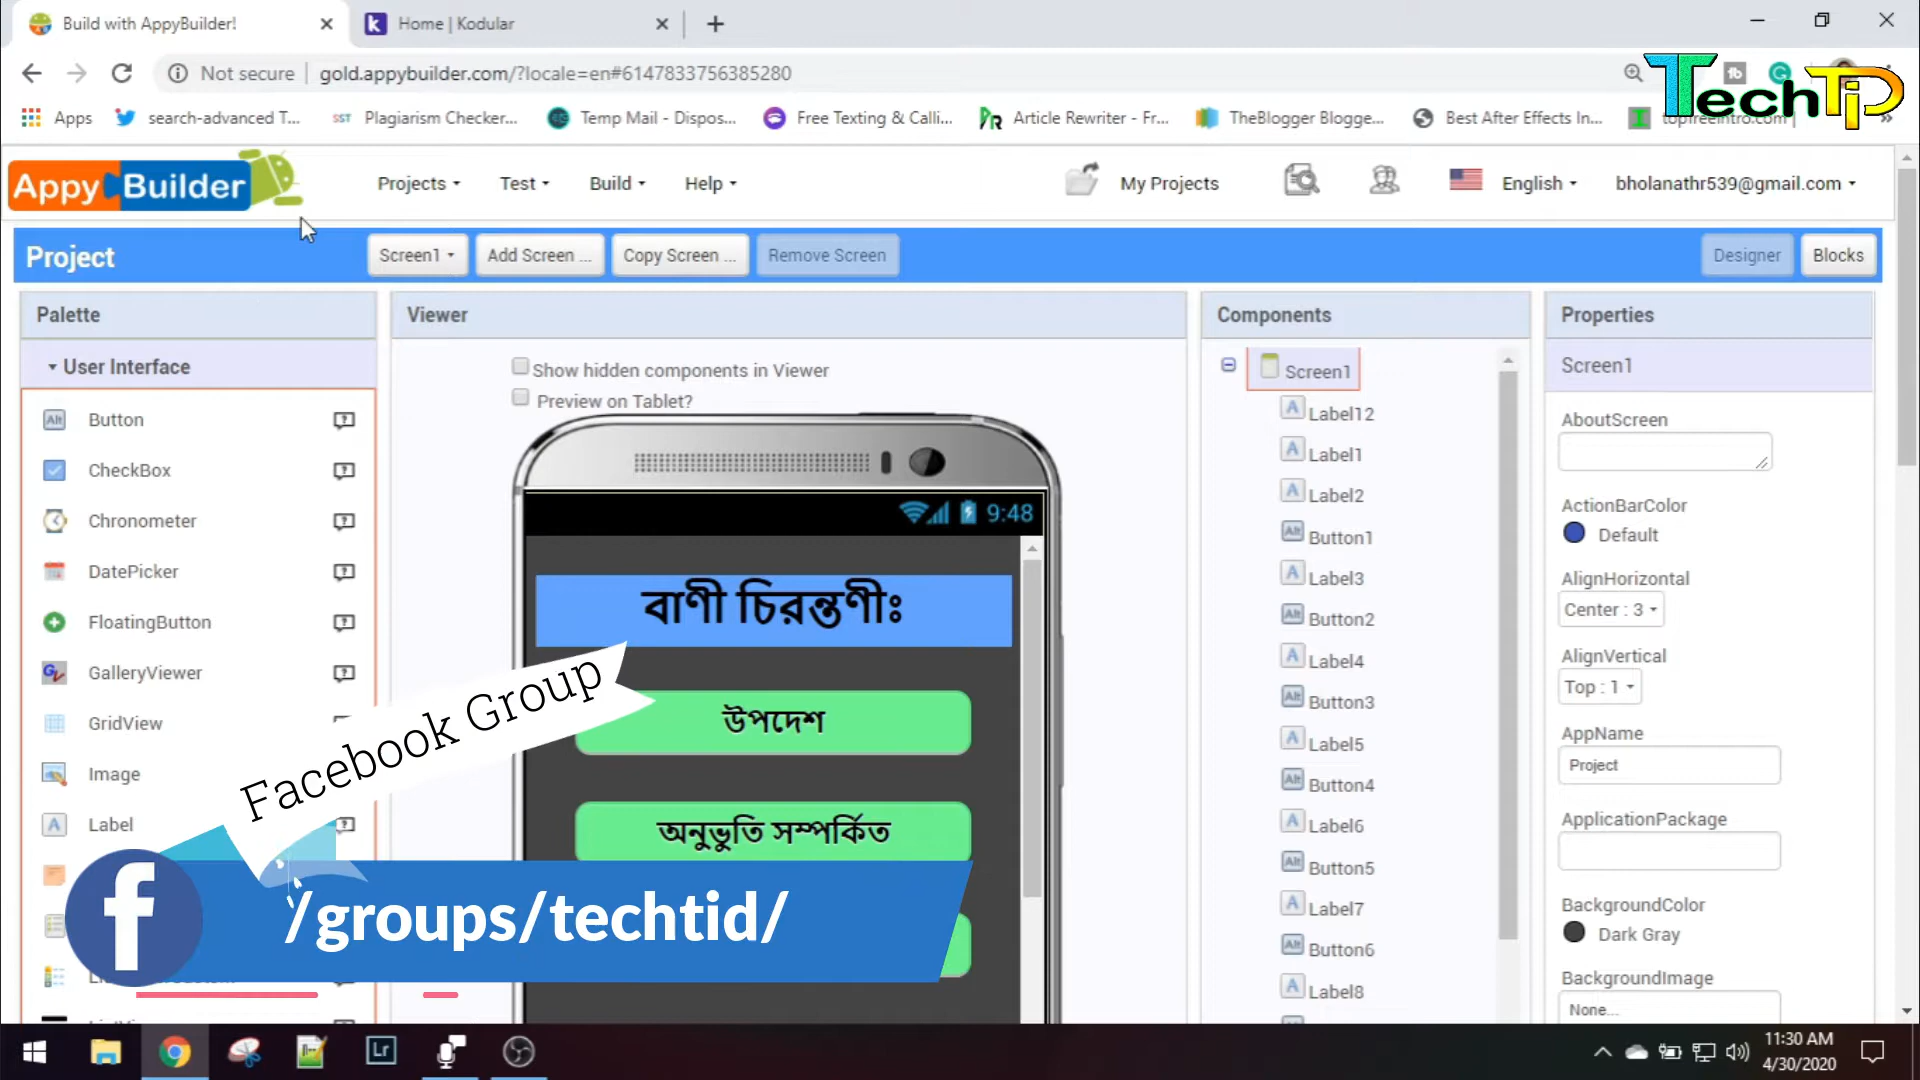 Build with AppyBuilder!
Home | Kodular
Not secure
gold.appybuilder.com/?locale=en#6147833756385280
TechTip
Apps
search-advanced T...
SST Plagiarism Checker...
Temp Mail - Dispos...
Free Texting & Calli...
Article Rewriter - Fr...
TheBlogger Blogge...
Best After Effects In...
topfreeintro.com
Appy Builder
Projects
Test
Build
Help
My Projects
English
bholanathr539@gmail.com
Project
Screen1
Add Screen ...
Copy Screen ...
Remove Screen
Designer
Blocks
Palette
Viewer
Components
Properties
User Interface
Show hidden components in Viewer
Preview on Tablet?
Screen1
Screen1
Button
CheckBox
Chronometer
DatePicker
FloatingButton
GalleryViewer
GridView
Image
Label
9:48
বাণী চিরন্তণীঃ
উপদেশ
অনুভুতি সম্পর্কিত
Label12
Label1
Label2
Button1
Label3
Button2
Label4
Button3
Label5
Button4
Label6
Button5
Label7
Button6
Label8
AboutScreen
ActionBarColor
Default
AlignHorizontal
Center : 3
AlignVertical
Top : 1
AppName
Project
ApplicationPackage
BackgroundColor
Dark Gray
BackgroundImage
None...
Facebook Group
f
/groups/techtid/
Lr
11:30 AM
4/30/2020